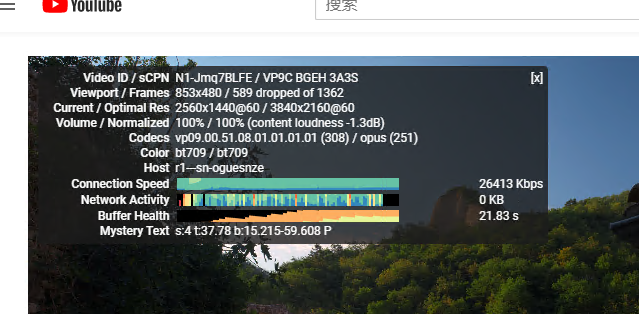 YouTube
搜索
Video ID / sCPN N1-Jmq7BLFE / VP9C BGEH 3A3S [x]
Viewport / Frames 853x480 / 589 dropped of 1362
Current / Optimal Res 2560x1440@60 / 3840x2160@60
Volume / Normalized 100% / 100% (content loudness -1.3dB)
Codecs vp09.00.51.08.01.01.01.01 (308) / opus (251)
Color bt709 / bt709
Host r1---sn-oguesnze
Connection Speed 26413 Kbps
Network Activity 0 KB
Buffer Health 21.83 s
Mystery Text s:4 t:37.78 b:15.215-59.608 P